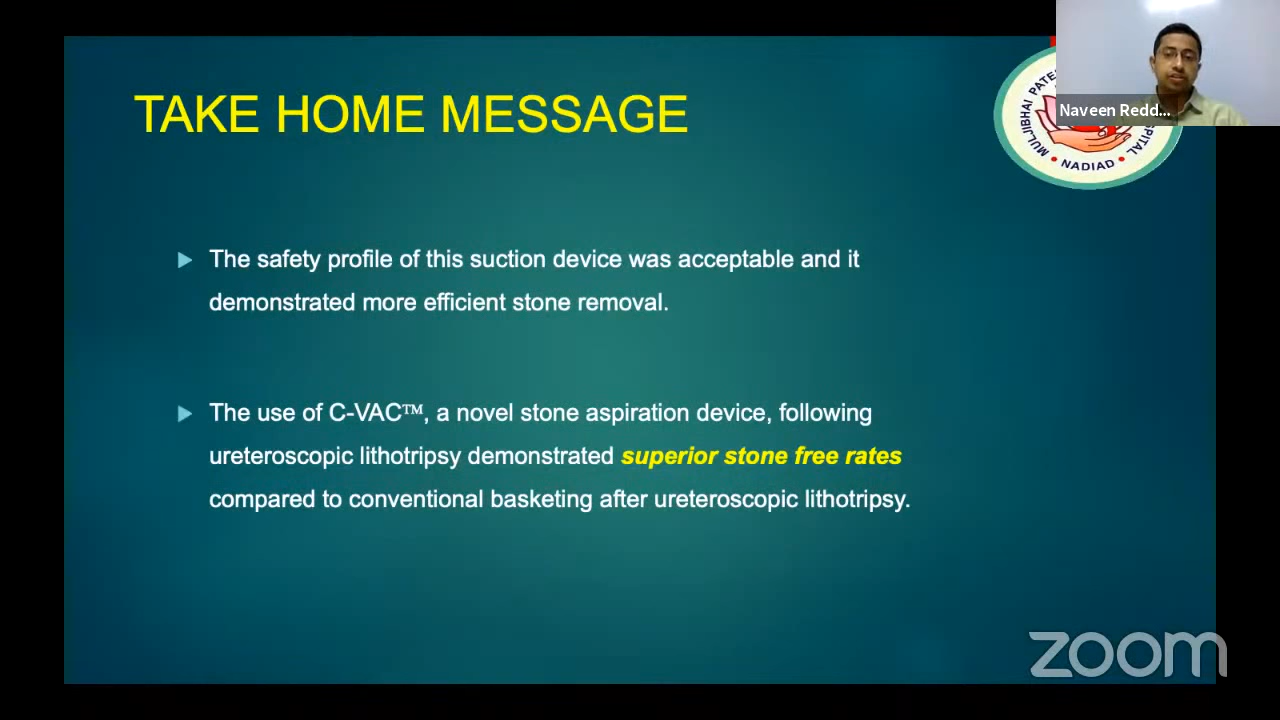 TAKE HOME MESSAGE
MULJIBHAI PATE
SPITAL
NADIAD
Naveen Redd...
The safety profile of this suction device was acceptable and it
demonstrated more efficient stone removal.
The use of C-VAC™, a novel stone aspiration device, following
ureteroscopic lithotripsy demonstrated superior stone free rates
compared to conventional basketing after ureteroscopic lithotripsy.
zoom